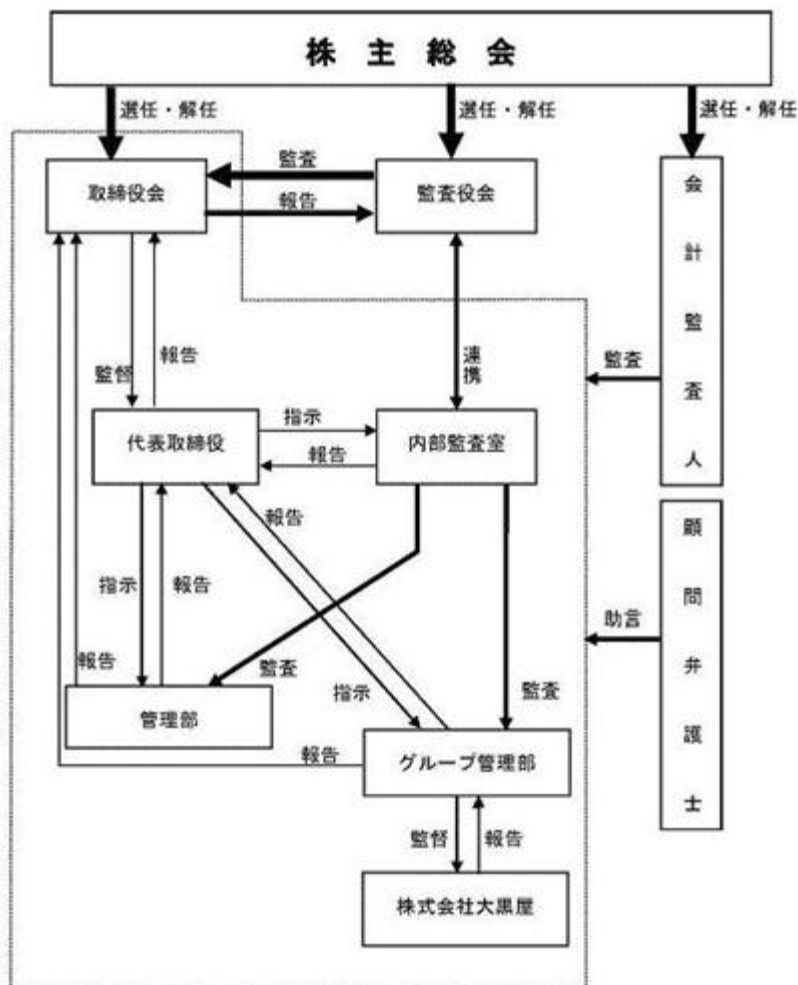 株主総会
選任・解任
選任・解任
選任・解任
取締役会
監査
報告
監査役会
会計監査人
監督
報告
連携
監査
代表取締役
指示
報告
内部監査室
顧問弁護士
指示
報告
報告
助言
報告
監査
指示
監査
管理部
報告
グループ管理部
監督
報告
株式会社大黒屋